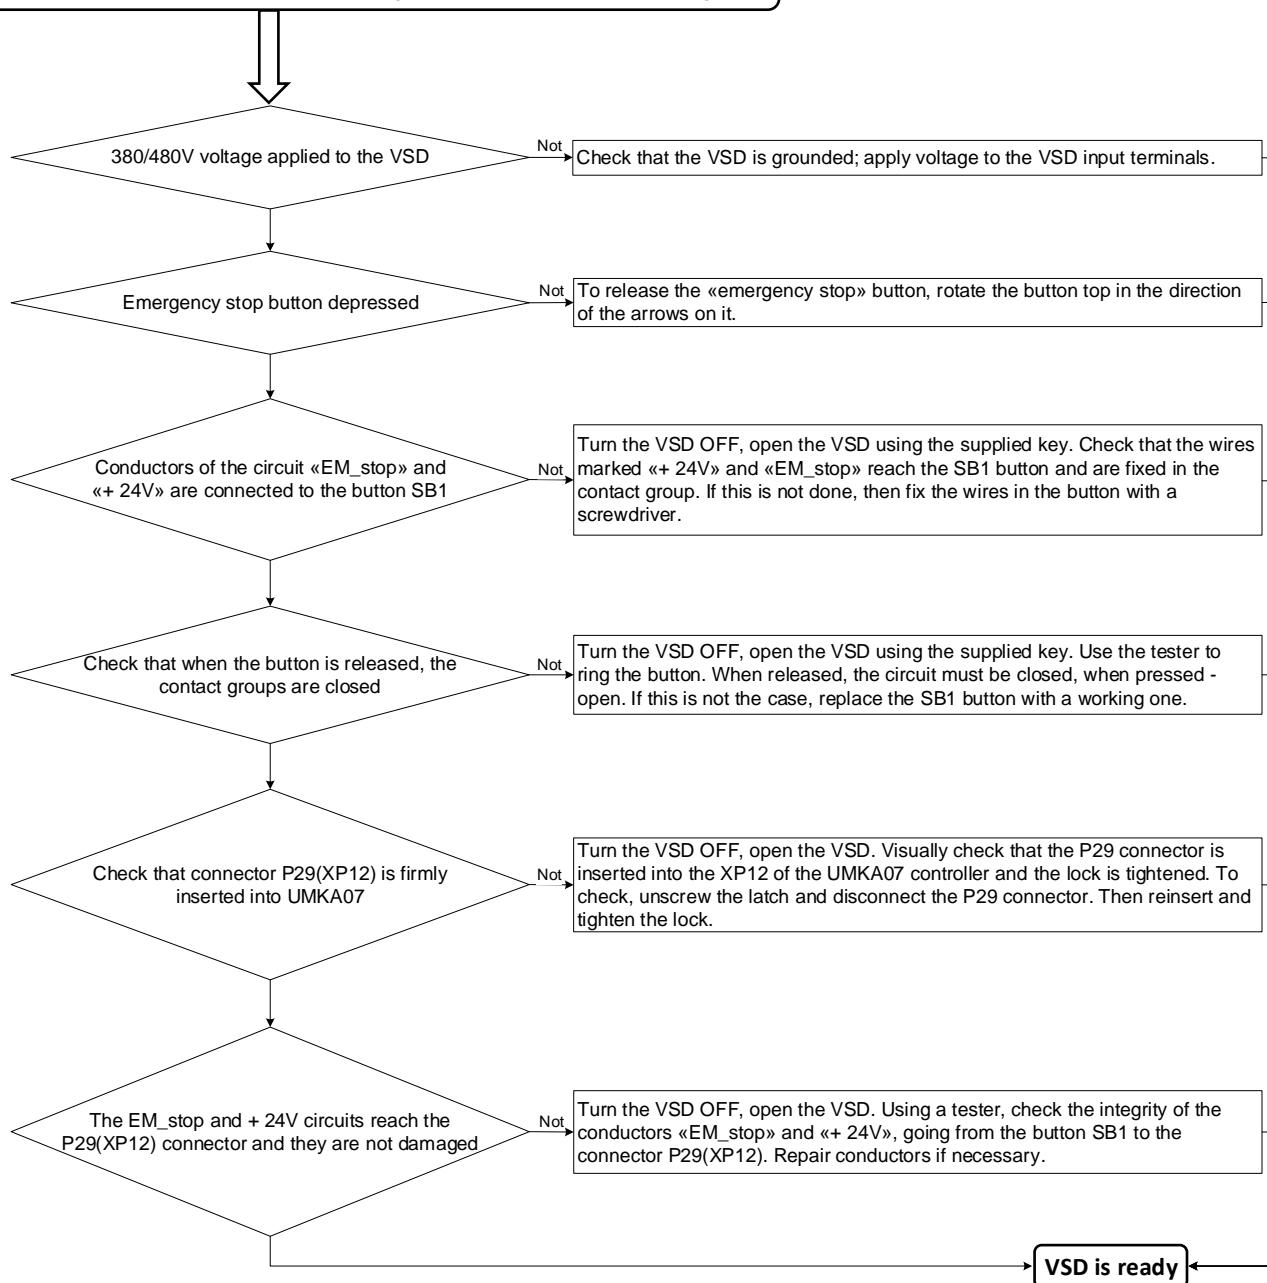 380/480V voltage applied to the VSD
Not
Check that the VSD is grounded; apply voltage to the VSD input terminals.
Emergency stop button depressed
Not
To release the «emergency stop» button, rotate the button top in the direction
of the arrows on it.
Conductors of the circuit «EM_stop» and
«+ 24V» are connected to the button SB1
Not
Turn the VSD OFF, open the VSD using the supplied key. Check that the wires
marked «+ 24V» and «EM_stop» reach the SB1 button and are fixed in the
contact group. If this is not done, then fix the wires in the button with a
screwdriver.
Check that when the button is released, the
contact groups are closed
Not
Turn the VSD OFF, open the VSD using the supplied key. Use the tester to
ring the button. When released, the circuit must be closed, when pressed -
open. If this is not the case, replace the SB1 button with a working one.
Check that connector P29(XP12) is firmly
inserted into UMKA07
Not
Turn the VSD OFF, open the VSD. Visually check that the P29 connector is
inserted into the XP12 of the UMKA07 controller and the lock is tightened. To
check, unscrew the latch and disconnect the P29 connector. Then reinsert and
tighten the lock.
The EM_stop and + 24V circuits reach the
P29(XP12) connector and they are not damaged
Not
Turn the VSD OFF, open the VSD. Using a tester, check the integrity of the
conductors «EM_stop» and «+ 24V», going from the button SB1 to the
connector P29(XP12). Repair conductors if necessary.
VSD is ready